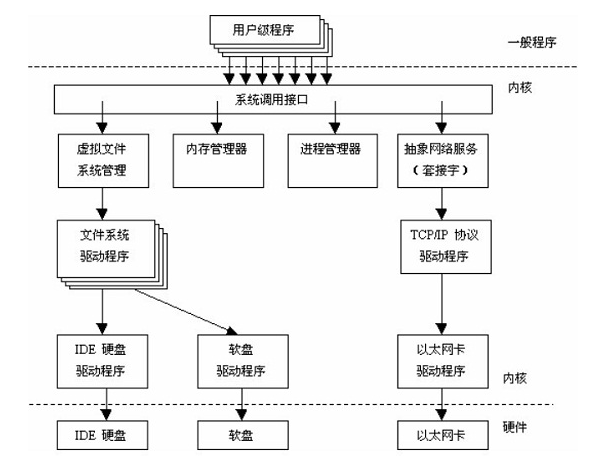 用户级程序
一般程序
内核
系统调用接口
虚拟文件
系统管理
内存管理器
进程管理器
抽象网络服务
（套接字）
文件系统
驱动程序
TCP/IP 协议
驱动程序
IDE 硬盘
驱动程序
软盘
驱动程序
以太网卡
驱动程序
内核
硬件
IDE 硬盘
软盘
以太网卡